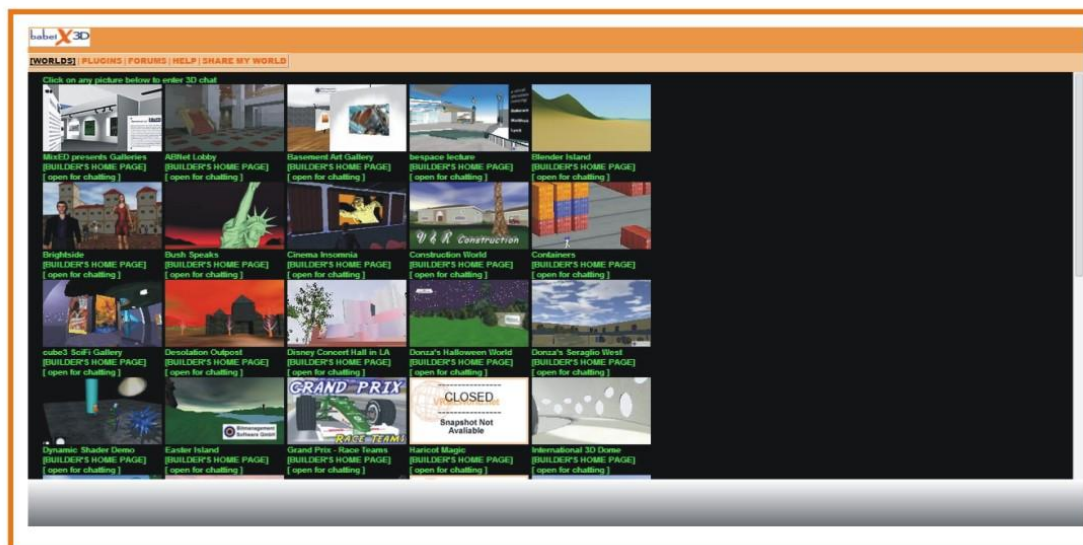 babel X 3D
[WORLDS] | PLUGINS | FORUMS | HELP | SHARE MY WORLD
Click on any picture below to enter 3D chat
MixED presents Galleries
[BUILDER'S HOME PAGE]
[ open for chatting ]
ABNet Lobby
[BUILDER'S HOME PAGE]
[ open for chatting ]
Basement Art Gallery
[BUILDER'S HOME PAGE]
[ open for chatting ]
bespace lecture
[BUILDER'S HOME PAGE]
[ open for chatting ]
Blender Island
[BUILDER'S HOME PAGE]
[ open for chatting ]
Brightside
[BUILDER'S HOME PAGE]
[ open for chatting ]
Bush Speaks
[BUILDER'S HOME PAGE]
[ open for chatting ]
Cinema Insomnia
[BUILDER'S HOME PAGE]
[ open for chatting ]
V & R Construction
Construction World
[BUILDER'S HOME PAGE]
[ open for chatting ]
Containers
[BUILDER'S HOME PAGE]
[ open for chatting ]
cube3 SciFi Gallery
[BUILDER'S HOME PAGE]
[ open for chatting ]
Desolation Outpost
[BUILDER'S HOME PAGE]
[ open for chatting ]
Disney Concert Hall in LA
[BUILDER'S HOME PAGE]
[ open for chatting ]
Donza's Halloween World
[BUILDER'S HOME PAGE]
[ open for chatting ]
Donza's Seraglio West
[BUILDER'S HOME PAGE]
[ open for chatting ]
Dynamic Shader Demo
[BUILDER'S HOME PAGE]
[ open for chatting ]
Bitmanagement
Software GmbH
Easter Island
[BUILDER'S HOME PAGE]
[ open for chatting ]
GRAND PRIX
RACE TEAMS
Grand Prix - Race Teams
[BUILDER'S HOME PAGE]
[ open for chatting ]
CLOSED
Snapshot Not
Available
Haricot Magic
[BUILDER'S HOME PAGE]
[ open for chatting ]
International 3D Dome
[BUILDER'S HOME PAGE]
[ open for chatting ]